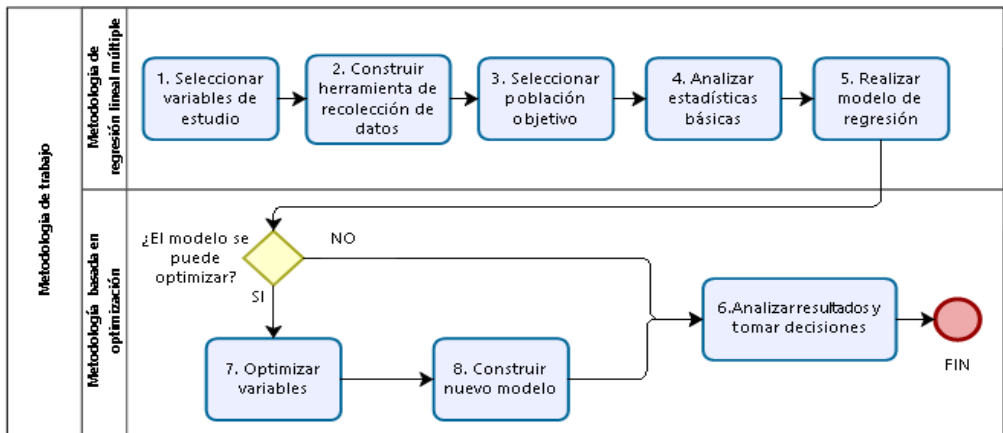 Metodología de trabajo
Metodología de
regresión lineal múltiple
1. Seleccionar
variables de
estudio
2. Construir
herramienta de
recolección de
datos
3. Seleccionar
población
objetivo
4. Analizar
estadísticas
básicas
5. Realizar
modelo de
regresión
Metodología basada en
optimización
¿El modelo se
puede
optimizar?
NO
SI
7. Optimizar
variables
8. Construir
nuevo modelo
6.Analizar resultados y
tomar decisiones
FIN